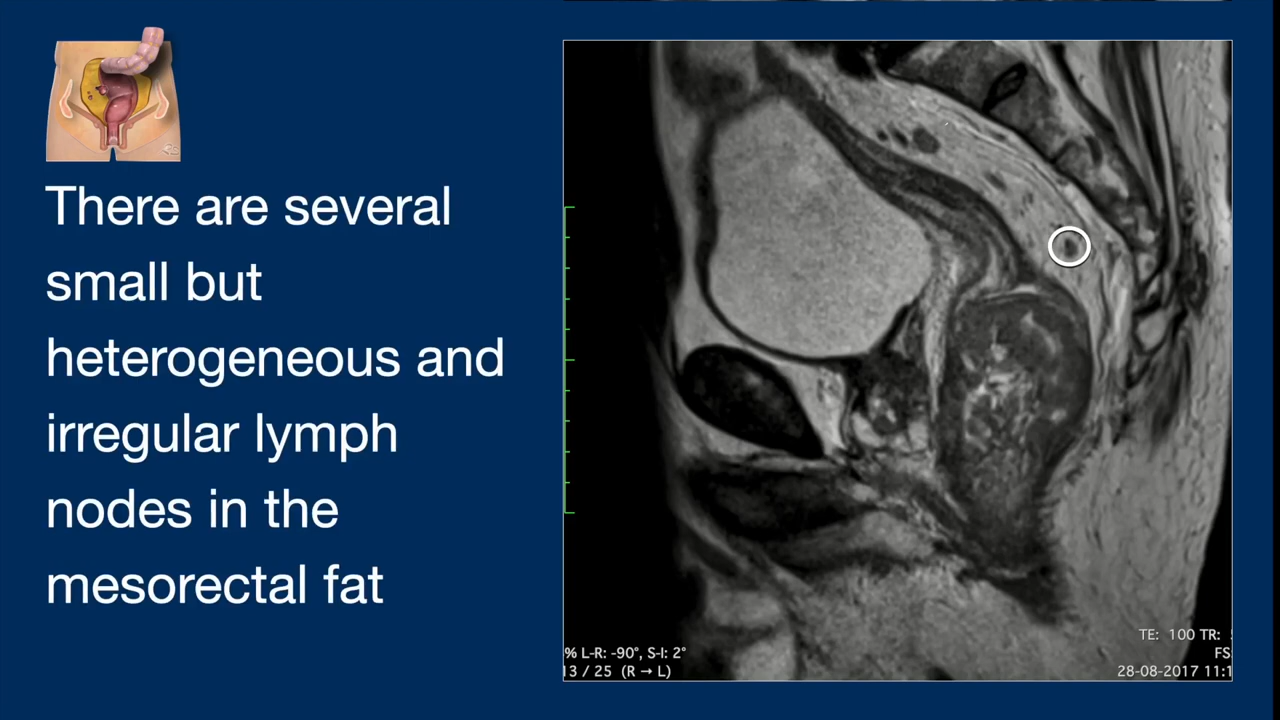 There are several
small but
heterogeneous and
irregular lymph
nodes in the
mesorectal fat
TE: 100 TR:
FS
% L-R: -90°, S-I: 2°
13 / 25 (R → L)
28-08-2017 11:1